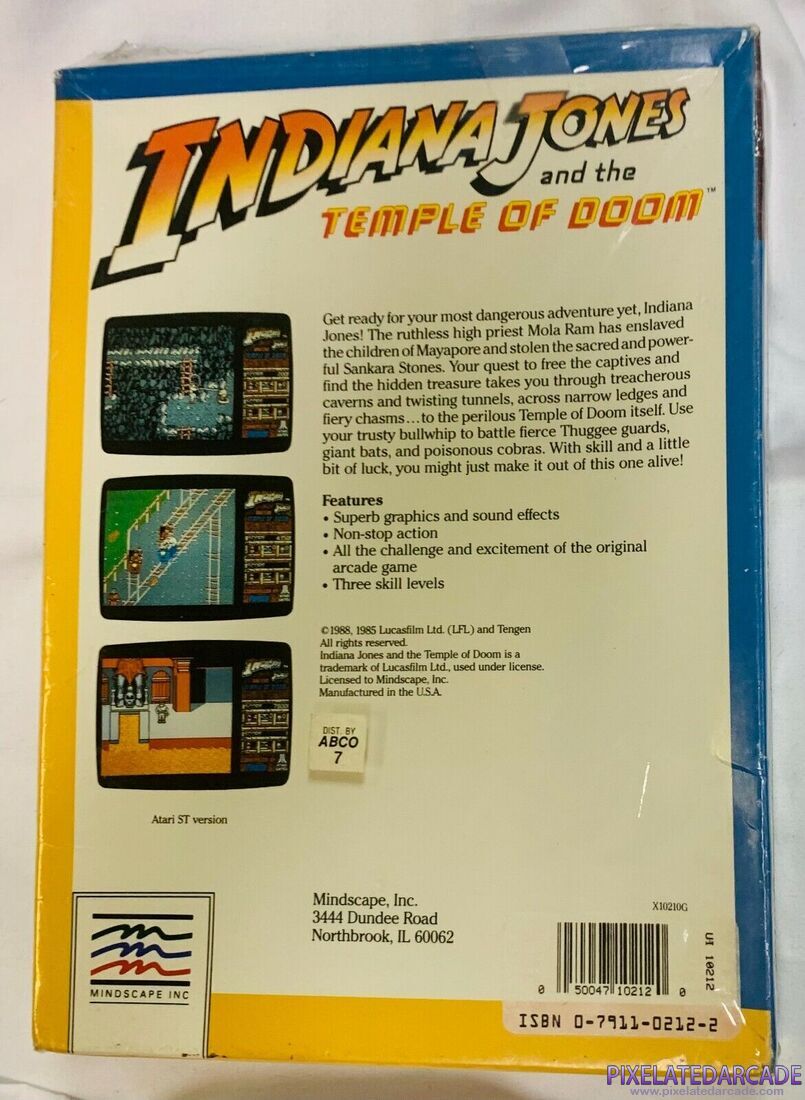 INDIANA JONES
and the
TEMPLE OF DOOM™
Get ready for your most dangerous adventure yet, Indiana
Jones! The ruthless high priest Mola Ram has enslaved
the children of Mayapore and stolen the sacred and power-
ful Sankara Stones. Your quest to free the captives and
find the hidden treasure takes you through treacherous
caverns and twisting tunnels, across narrow ledges and
fiery chasms...to the perilous Temple of Doom itself. Use
your trusty bullwhip to battle fierce Thuggee guards,
giant bats, and poisonous cobras. With skill and a little
bit of luck, you might just make it out of this one alive!
Features
• Superb graphics and sound effects
• Non-stop action
• All the challenge and excitement of the original
arcade game
• Three skill levels
©1988, 1985 Lucasfilm Ltd. (LFL) and Tengen
All rights reserved.
Indiana Jones and the Temple of Doom is a
trademark of Lucasfilm Ltd., used under license.
Licensed to Mindscape, Inc.
Manufactured in the U.S.A.
DIST. BY
ABCO
7
Atari ST version
MINDSCAPE INC
Mindscape, Inc.
3444 Dundee Road
Northbrook, IL 60062
X10210G
UI 10212
0 50047 10212 0
ISBN 0-7911-0212-2
PIXELATEDARCADE
www.pixelatedarcade.com